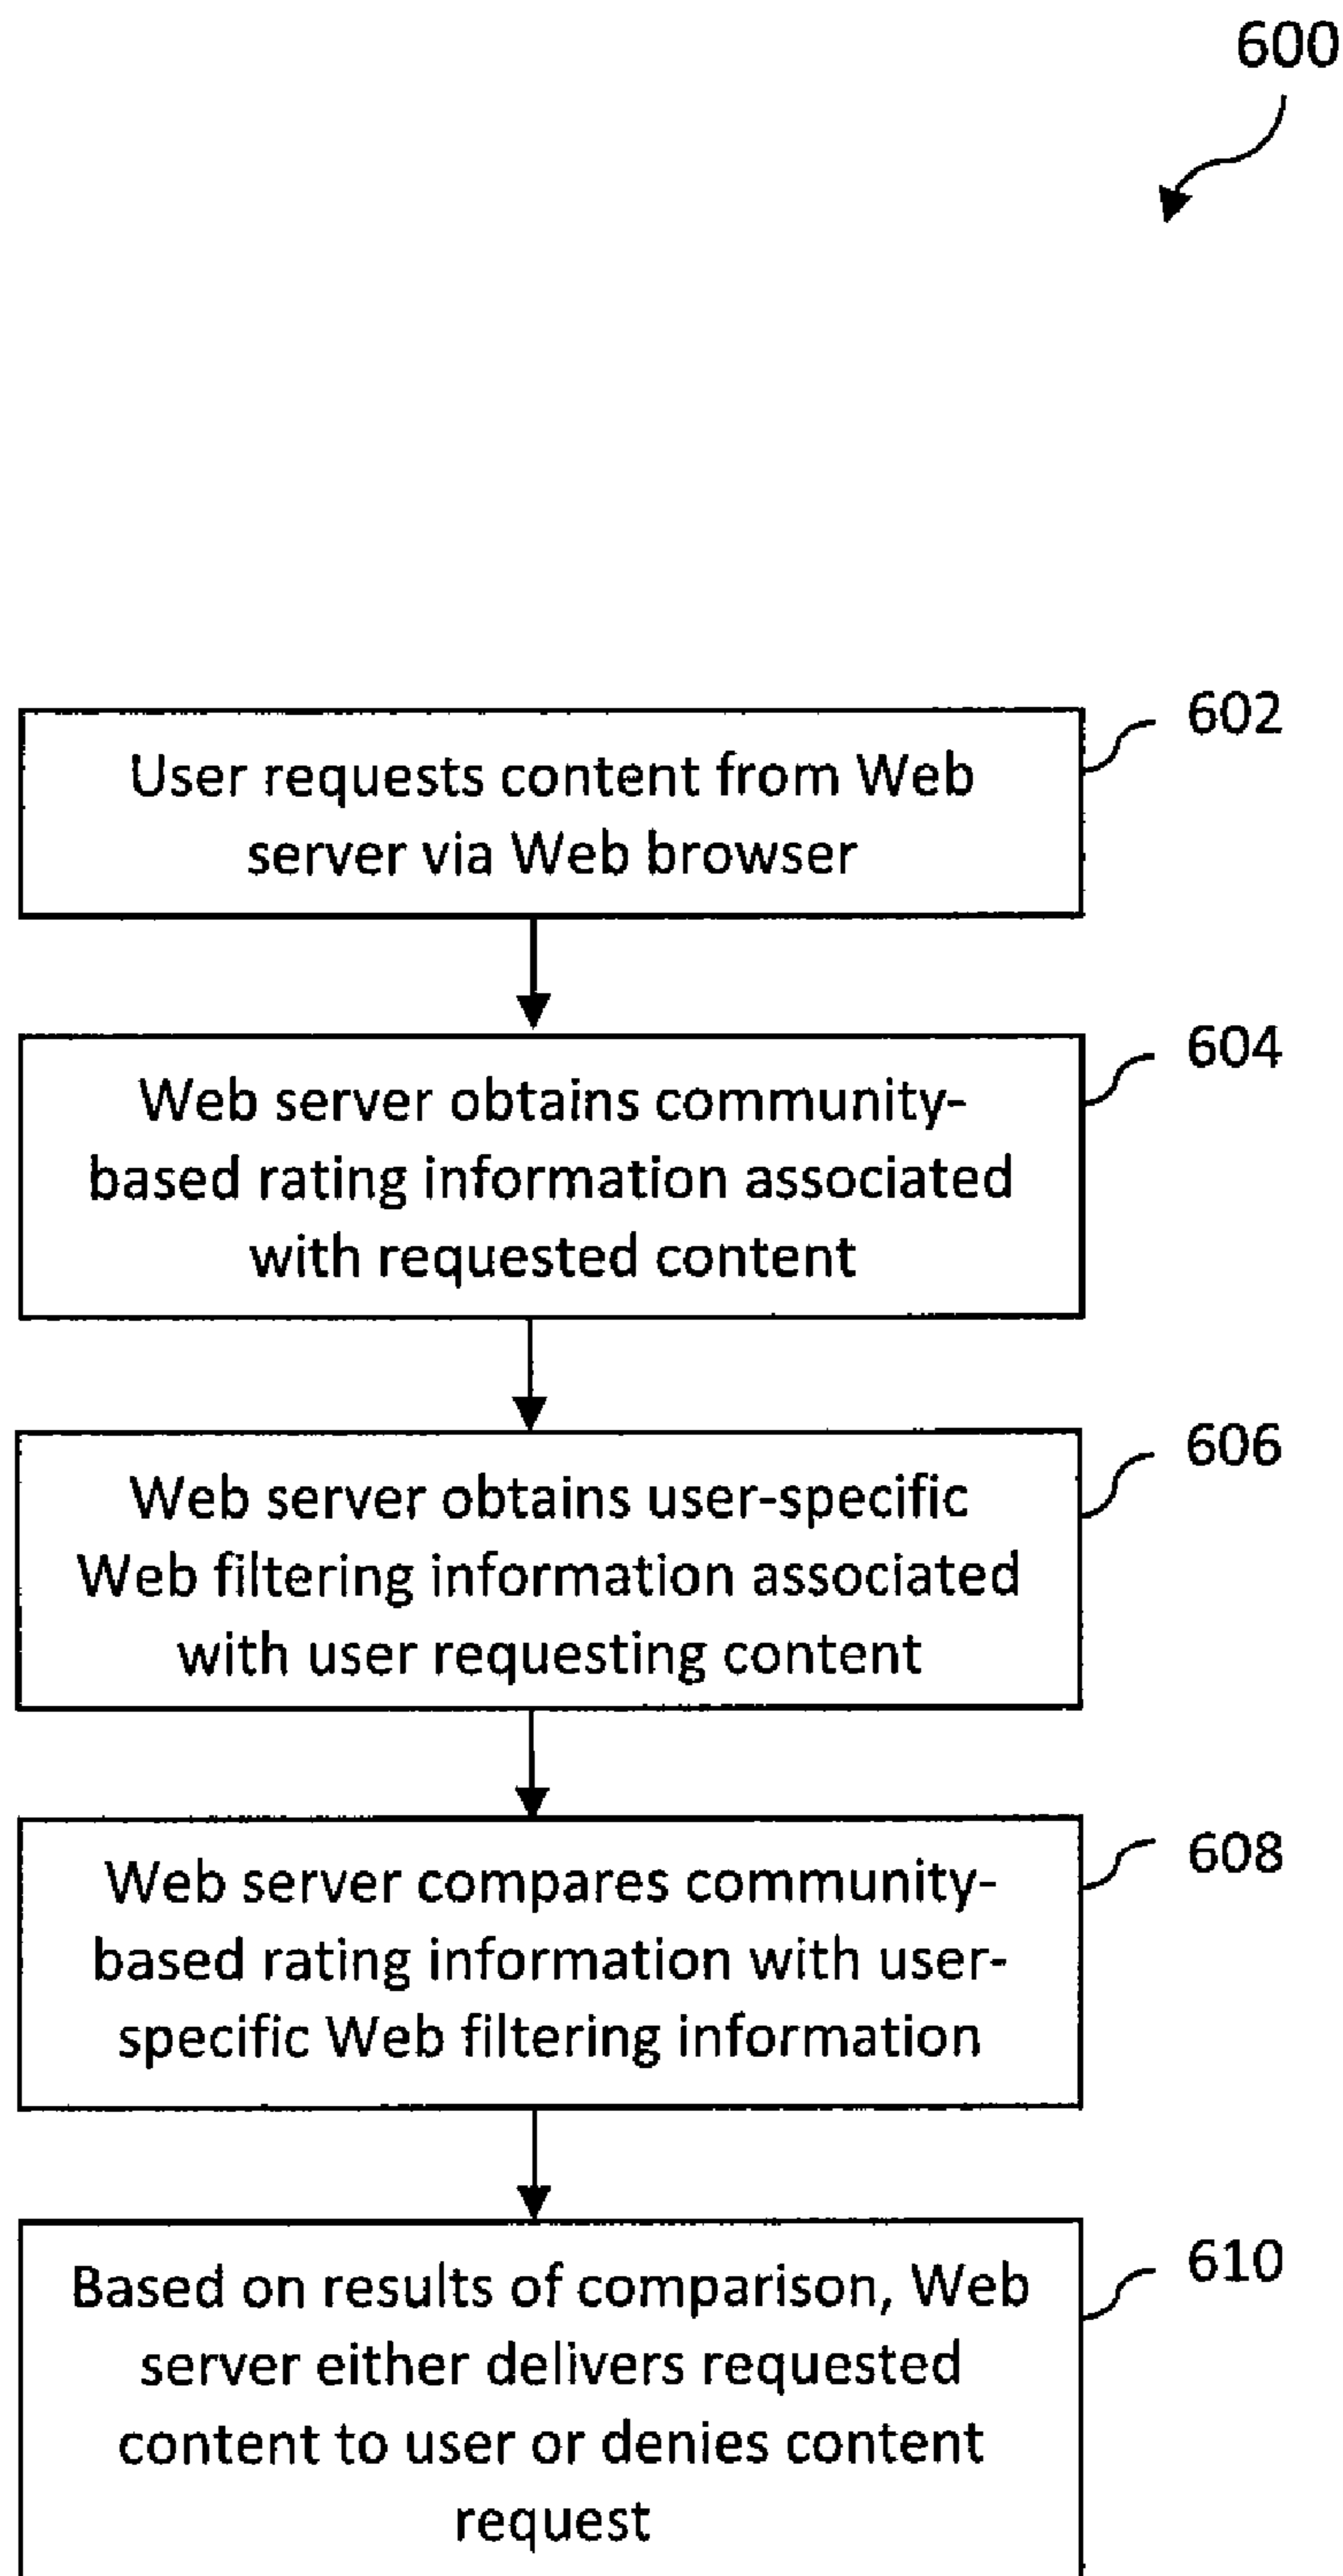 600
602
User requests content from Web
server via Web browser
604
Web server obtains community-
based rating information associated
with requested content
606
Web server obtains user-specific
Web filtering information associated
with user requesting content
608
Web server compares community-
based rating information with user-
specific Web filtering information
610
Based on results of comparison, Web
server either delivers requested
content to user or denies content
request